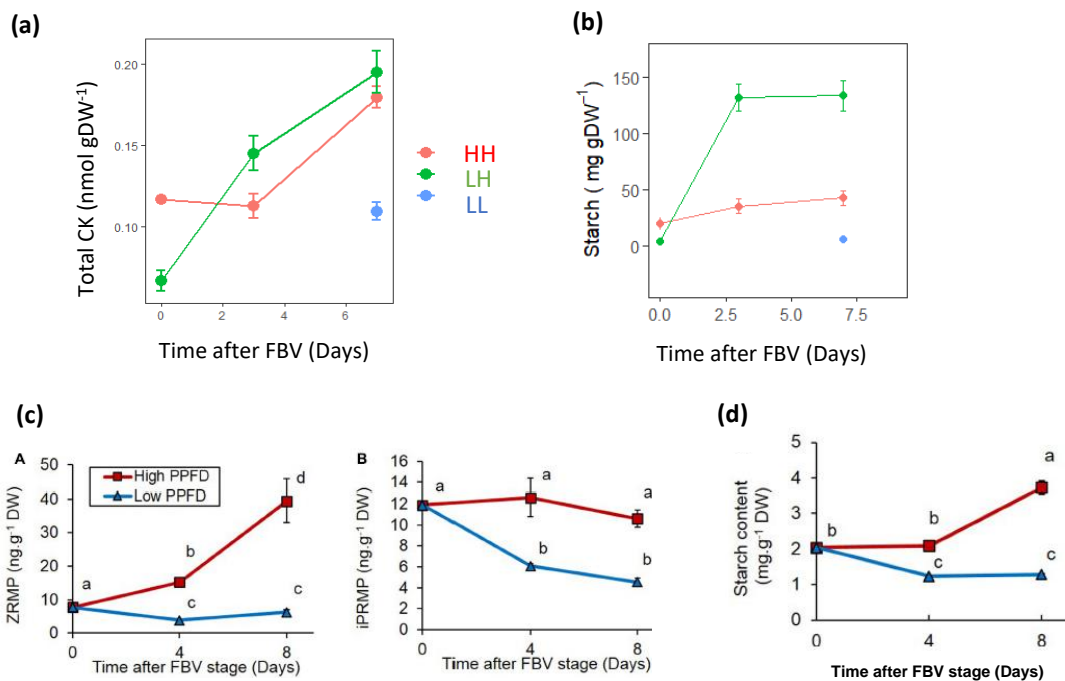 (a)
Total CK (nmol gDW⁻¹)
0.20
0.15
0.10
0
2
4
6
Time after FBV (Days)
HH
LH
LL
(b)
Starch ( mg gDW⁻¹)
150
100
50
0
0.0
2.5
5.0
7.5
Time after FBV (Days)
(c)
A
ZRMP (ng.g⁻¹ DW)
50
40
30
20
10
0
High PPFD
Low PPFD
a
b
c
d
c
0
4
8
Time after FBV stage (Days)
B
iPRMP (ng.g⁻¹ DW)
16
14
12
10
8
6
4
2
0
a
a
b
a
b
0
4
8
Time after FBV stage (Days)
(d)
Starch content
(mg.g⁻¹ DW)
5
4
3
2
1
0
b
b
c
a
c
0
4
8
Time after FBV stage (Days)